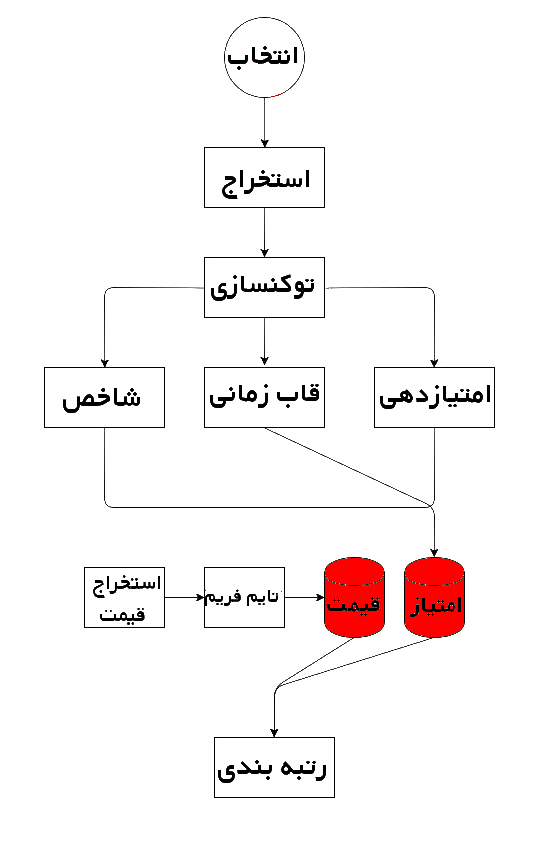 انتخاب
استخراج
توکنسازی
امتیازدهی
قاب زمانی
شاخص
استخراج
قیمت
تایم فریم
قیمت
امتیاز
رتبه بندی